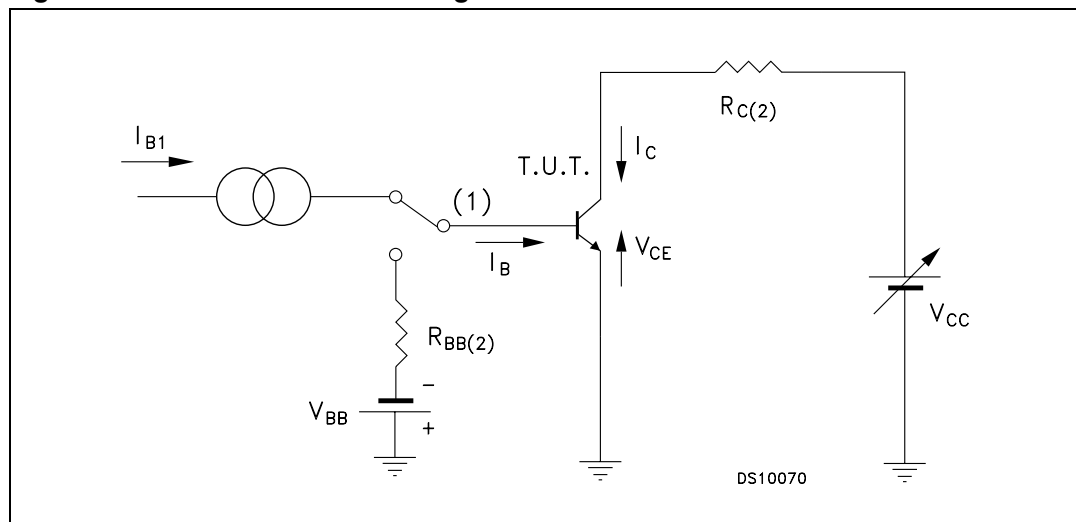 I_B1
R_C(2)
I_C
T.U.T.
(1)
V_CE
I_B
V_CC
R_BB(2)
V_BB
−
+
DS10070